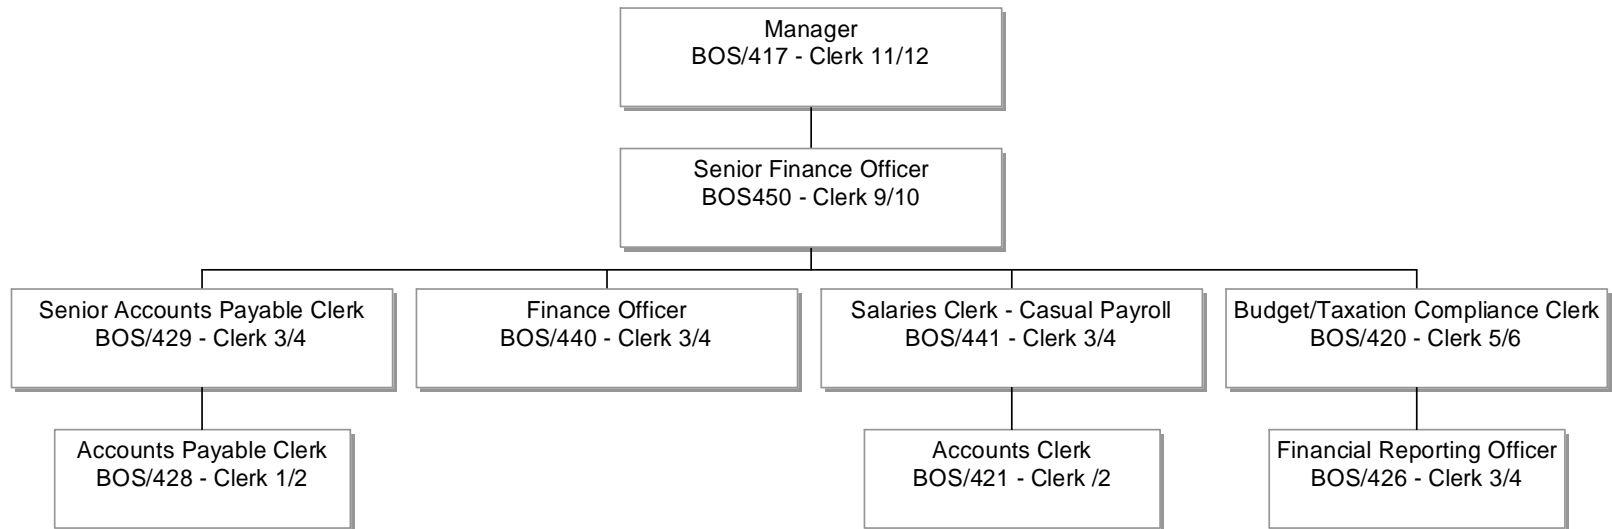 Manager
BOS/417 - Clerk 11/12
Senior Finance Officer
BOS450 - Clerk 9/10
Senior Accounts Payable Clerk
BOS/429 - Clerk 3/4
Finance Officer
BOS/440 - Clerk 3/4
Salaries Clerk - Casual Payroll
BOS/441 - Clerk 3/4
Budget/Taxation Compliance Clerk
BOS/420 - Clerk 5/6
Accounts Payable Clerk
BOS/428 - Clerk 1/2
Accounts Clerk
BOS/421 - Clerk /2
Financial Reporting Officer
BOS/426 - Clerk 3/4